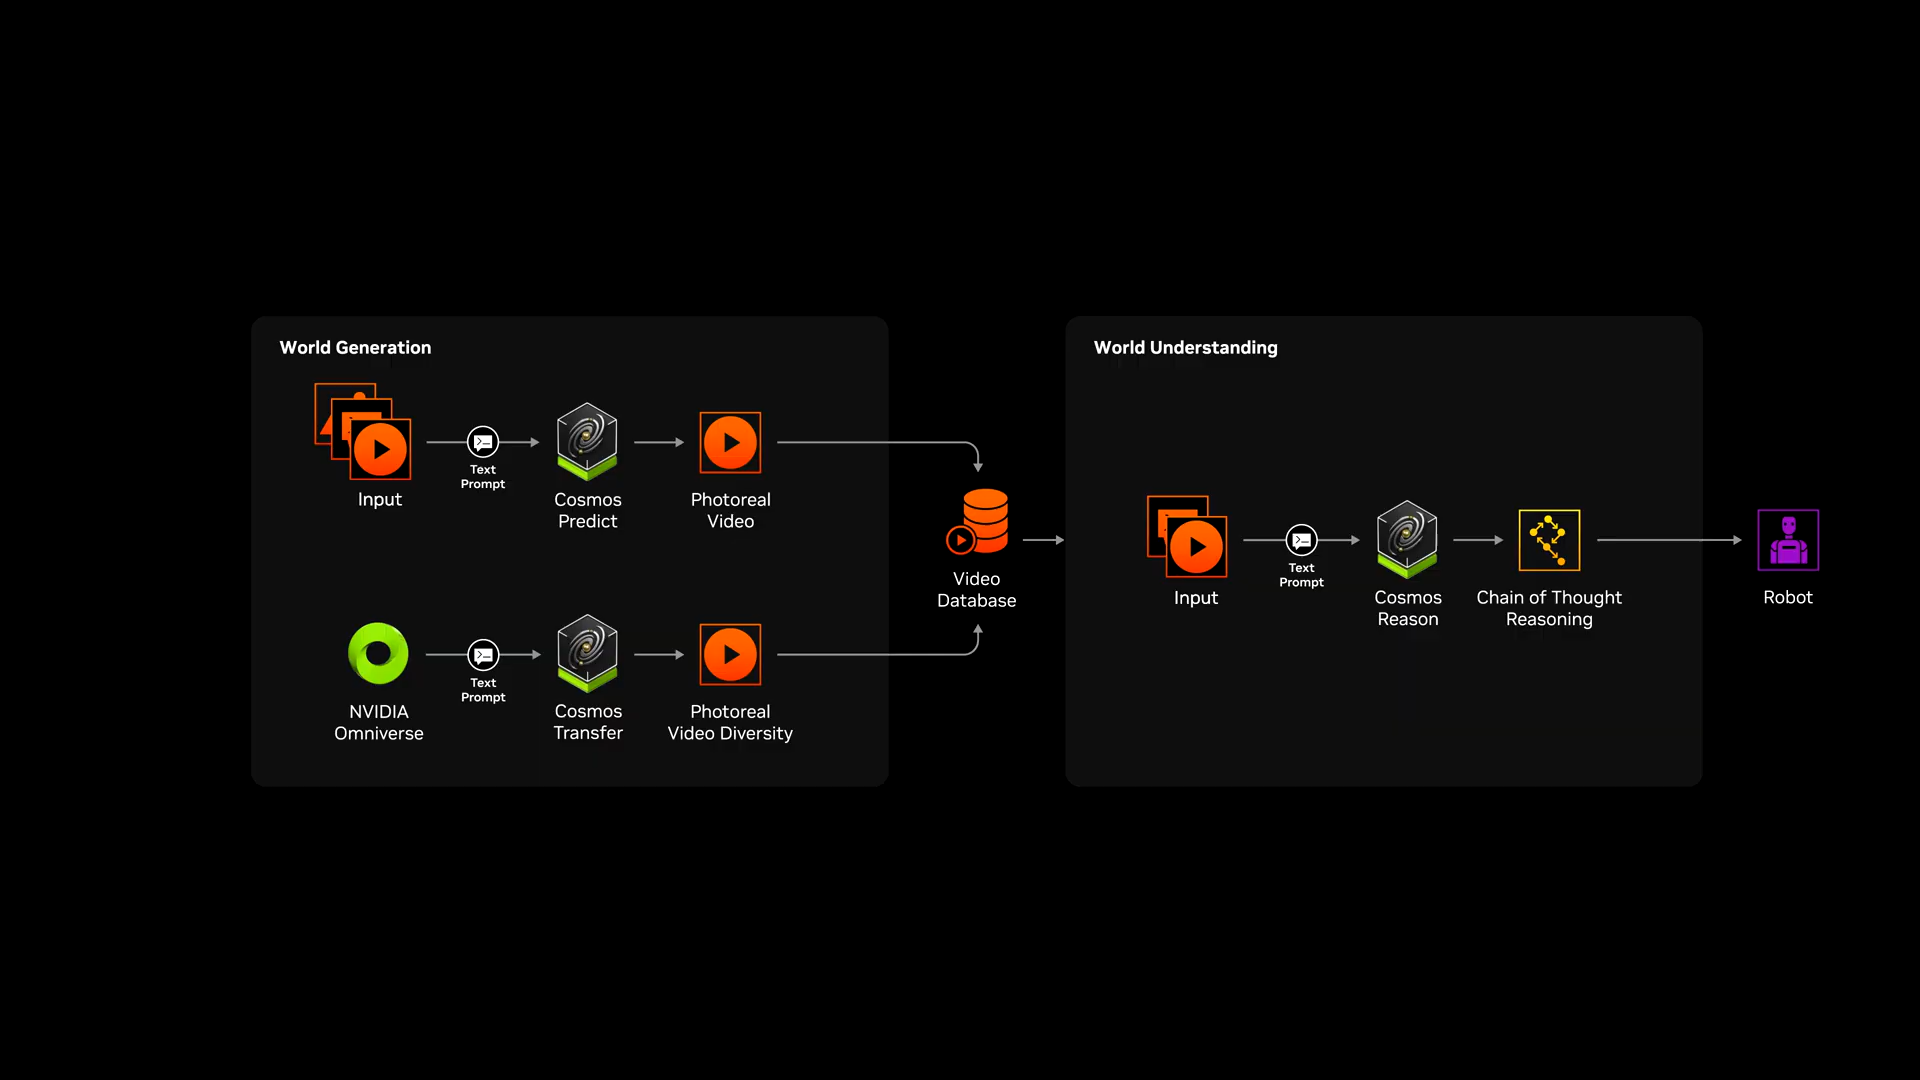 World Generation
Input
Text
Prompt
Cosmos
Predict
Photoreal
Video
NVIDIA
Omniverse
Text
Prompt
Cosmos
Transfer
Photoreal
Video Diversity
Video
Database
World Understanding
Input
Text
Prompt
Cosmos
Reason
Chain of Thought
Reasoning
Robot